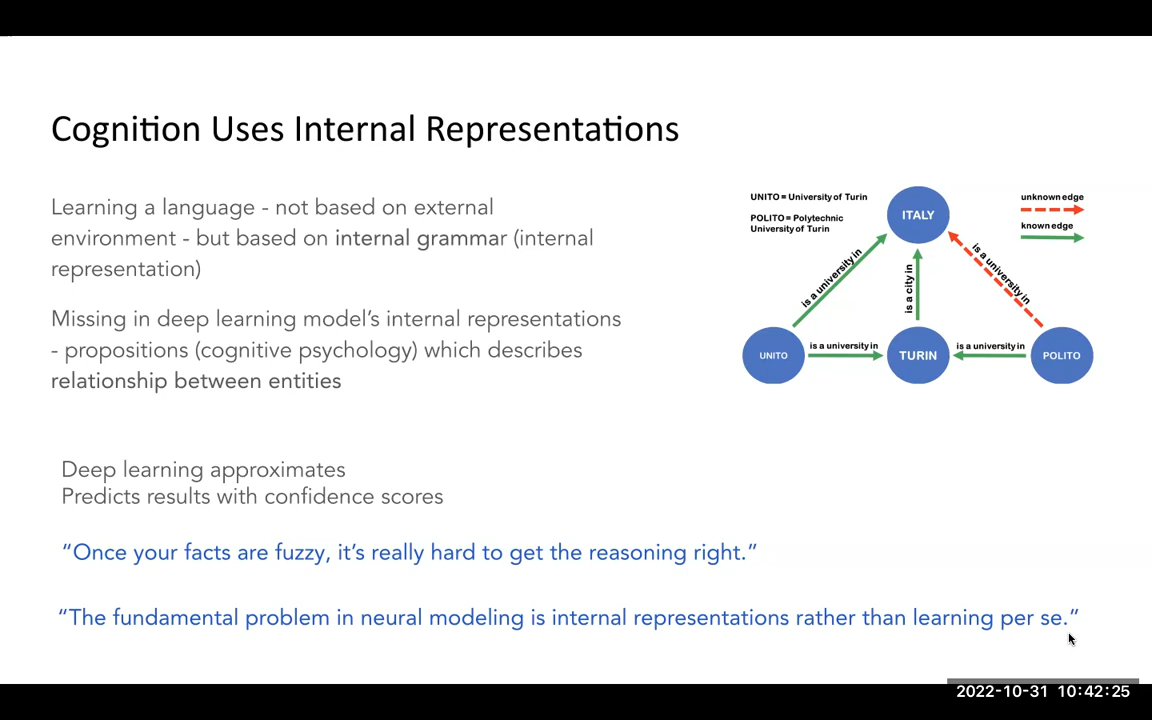 Cognition Uses Internal Representations
Learning a language - not based on external
environment - but based on internal grammar (internal
representation)
Missing in deep learning model's internal representations
- propositions (cognitive psychology) which describes
relationship between entities
UNITO = University of Turin
POLITO = Polytechnic
University of Turin
ITALY
unknown edge
known edge
is a university in
is a city in
is a university in
UNITO
is a university in
TURIN
is a university in
POLITO
Deep learning approximates
Predicts results with confidence scores
“Once your facts are fuzzy, it’s really hard to get the reasoning right.”
“The fundamental problem in neural modeling is internal representations rather than learning per se.”
2022-10-31 10:42:25